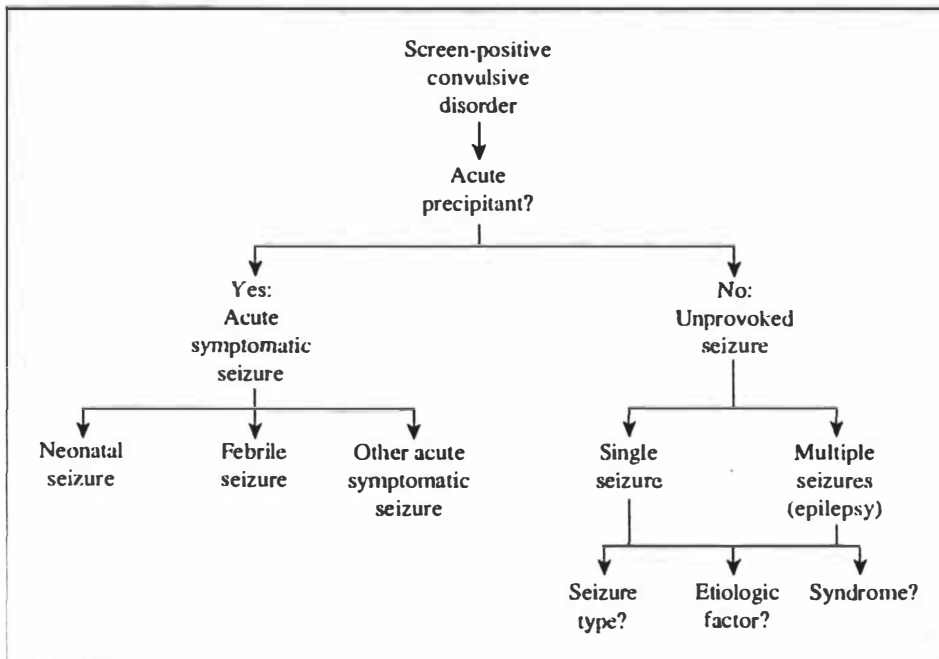 Screen-positive
convulsive
disorder
Acute
precipitant?
Yes:
Acute
symptomatic
seizure
No:
Unprovoked
seizure
Neonatal
seizure
Febrile
seizure
Other acute
symptomatic
seizure
Single
seizure
Multiple
seizures
(epilepsy)
Seizure
type?
Etiologic
factor?
Syndrome?